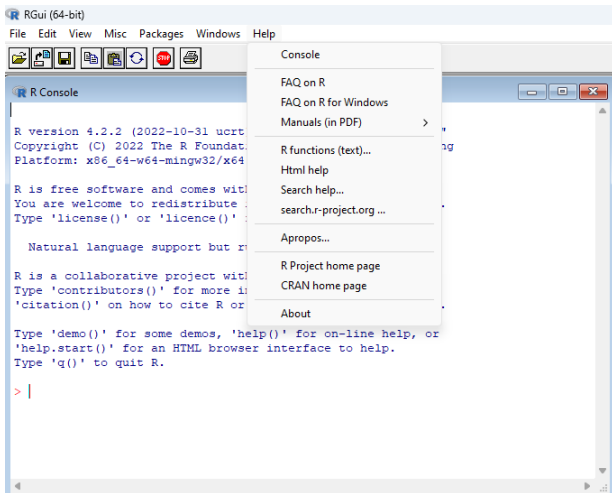 RGui (64-bit)
File Edit View Misc Packages Windows Help
STOP
Console
FAQ on R
FAQ on R for Windows
Manuals (in PDF)
R functions (text)...
Html help
Search help...
search.r-project.org ...
Apropos...
R Project home page
CRAN home page
About
R Console
R version 4.2.2 (2022-10-31 ucrt "
Copyright (C) 2022 The R Foundat ng
Platform: x86_64-w64-mingw32/x64
R is free software and comes wit
You are welcome to redistribute .
Type 'license()' or 'licence()'
Natural language support but r
R is a collaborative project wit
Type 'contributors()' for more i
'citation()' on how to cite R or .
Type 'demo()' for some demos, 'help()' for on-line help, or
'help.start()' for an HTML browser interface to help.
Type 'q()' to quit R.
>